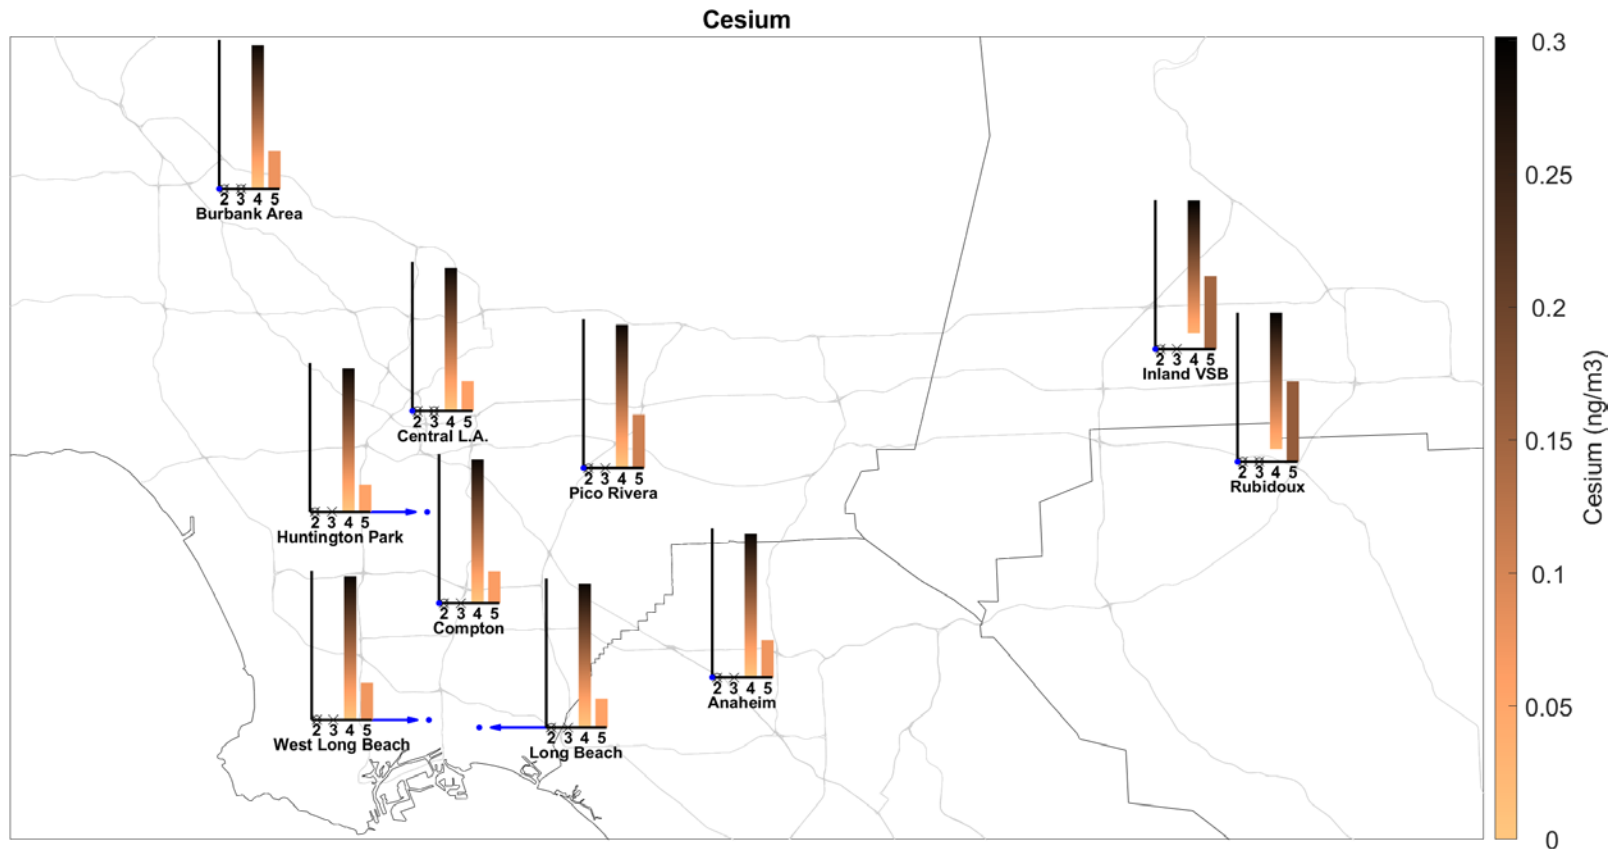 Cesium
2 3 4 5
Burbank Area
2 3 4 5
Central L.A.
2 3 4 5
Huntington Park
2 3 4 5
Pico Rivera
2 3 4 5
Inland VSB
2 3 4 5
Rubidoux
2 3 4 5
Compton
2 3 4 5
West Long Beach
2 3 4 5
Long Beach
2 3 4 5
Anaheim
0.3
0.25
0.2
0.15
0.1
0.05
0
Cesium (ng/m3)